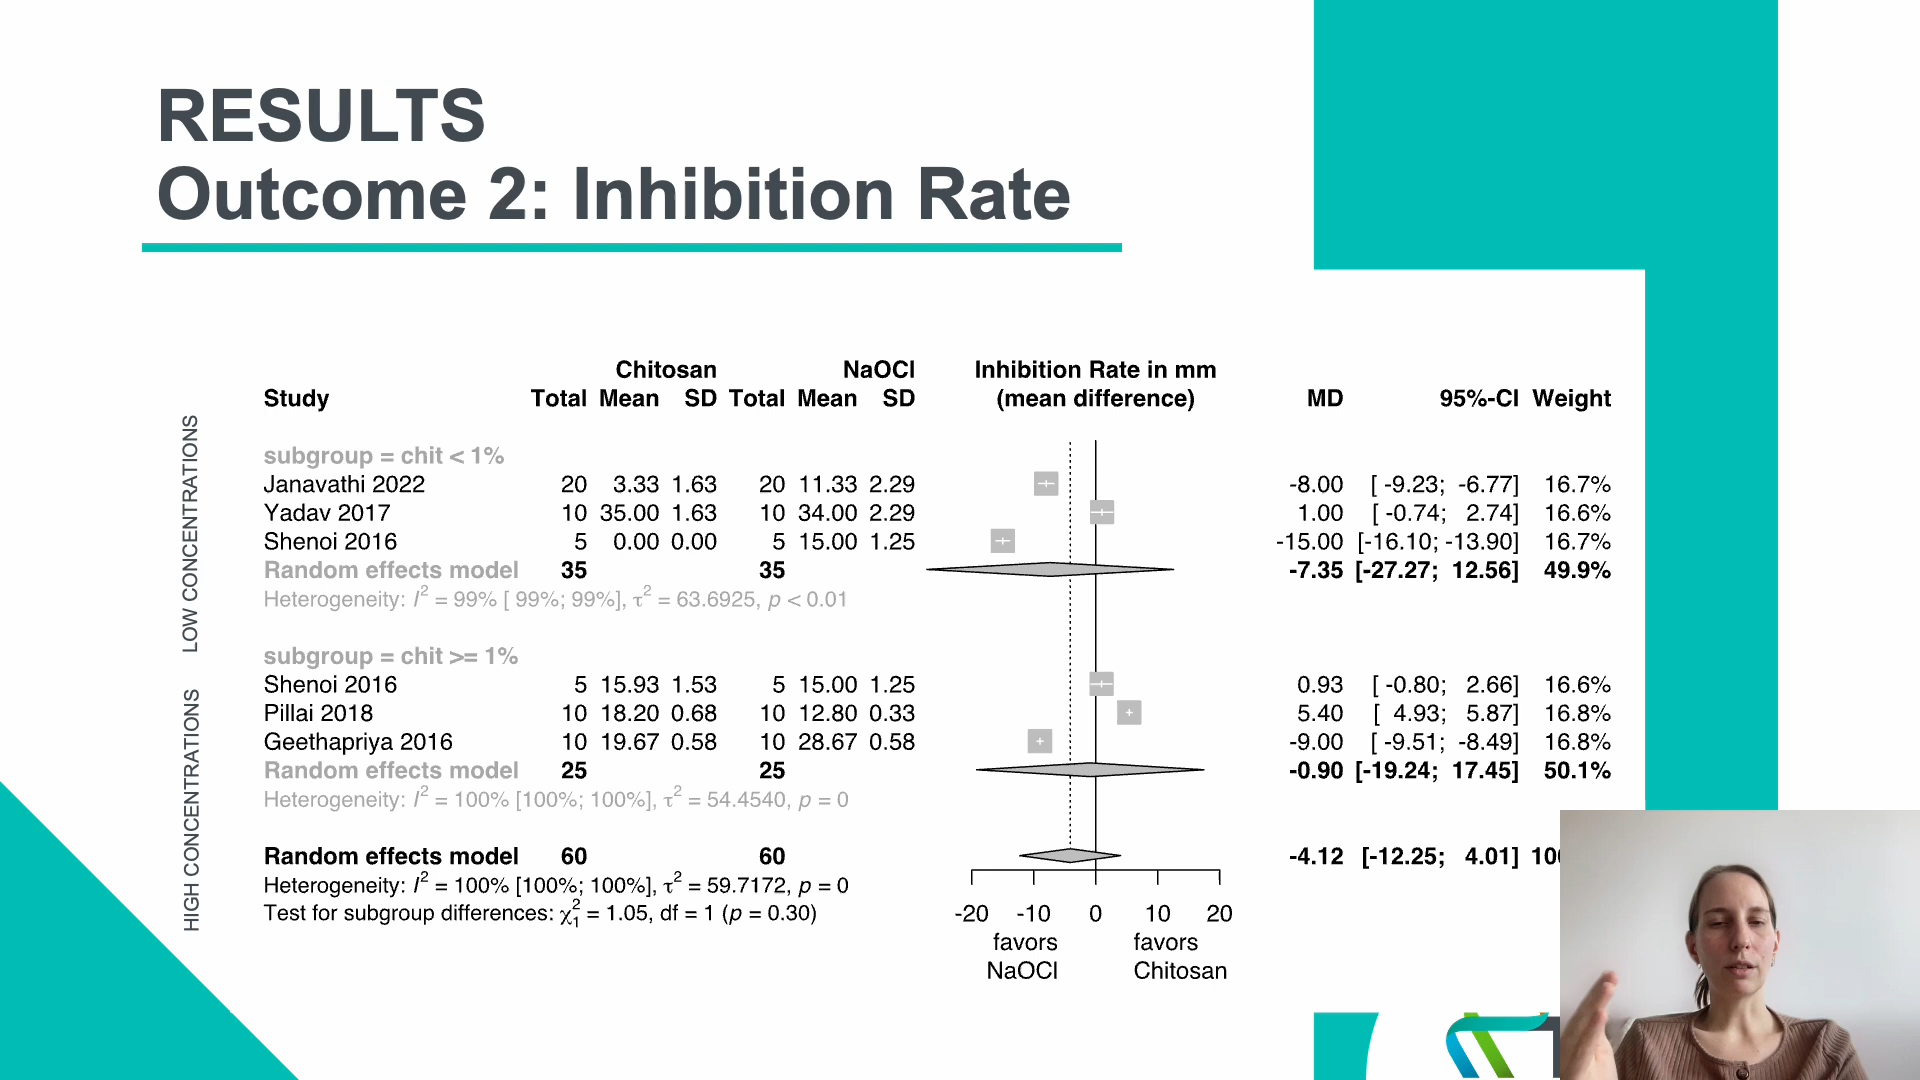 RESULTS
Outcome 2: Inhibition Rate
LOW CONCENTRATIONS
HIGH CONCENTRATIONS
Chitosan NaOCl Inhibition Rate in mm
Study Total Mean SD Total Mean SD (mean difference) MD 95%-CI Weight
subgroup = chit < 1%
Janavathi 2022 20 3.33 1.63 20 11.33 2.29 -8.00 [ -9.23; -6.77] 16.7%
Yadav 2017 10 35.00 1.63 10 34.00 2.29 1.00 [ -0.74; 2.74] 16.6%
Shenoi 2016 5 0.00 0.00 5 15.00 1.25 -15.00 [-16.10; -13.90] 16.7%
Random effects model 35 35 -7.35 [-27.27; 12.56] 49.9%
Heterogeneity: I² = 99% [ 99%; 99%], τ² = 63.6925, p < 0.01
subgroup = chit >= 1%
Shenoi 2016 5 15.93 1.53 5 15.00 1.25 0.93 [ -0.80; 2.66] 16.6%
Pillai 2018 10 18.20 0.68 10 12.80 0.33 5.40 [ 4.93; 5.87] 16.8%
Geethapriya 2016 10 19.67 0.58 10 28.67 0.58 -9.00 [ -9.51; -8.49] 16.8%
Random effects model 25 25 -0.90 [-19.24; 17.45] 50.1%
Heterogeneity: I² = 100% [100%; 100%], τ² = 54.4540, p = 0
Random effects model 60 60 -4.12 [-12.25; 4.01]
Heterogeneity: I² = 100% [100%; 100%], τ² = 59.7172, p = 0
Test for subgroup differences: χ₁² = 1.05, df = 1 (p = 0.30)
-20 -10 0 10 20
favors favors
NaOCl Chitosan